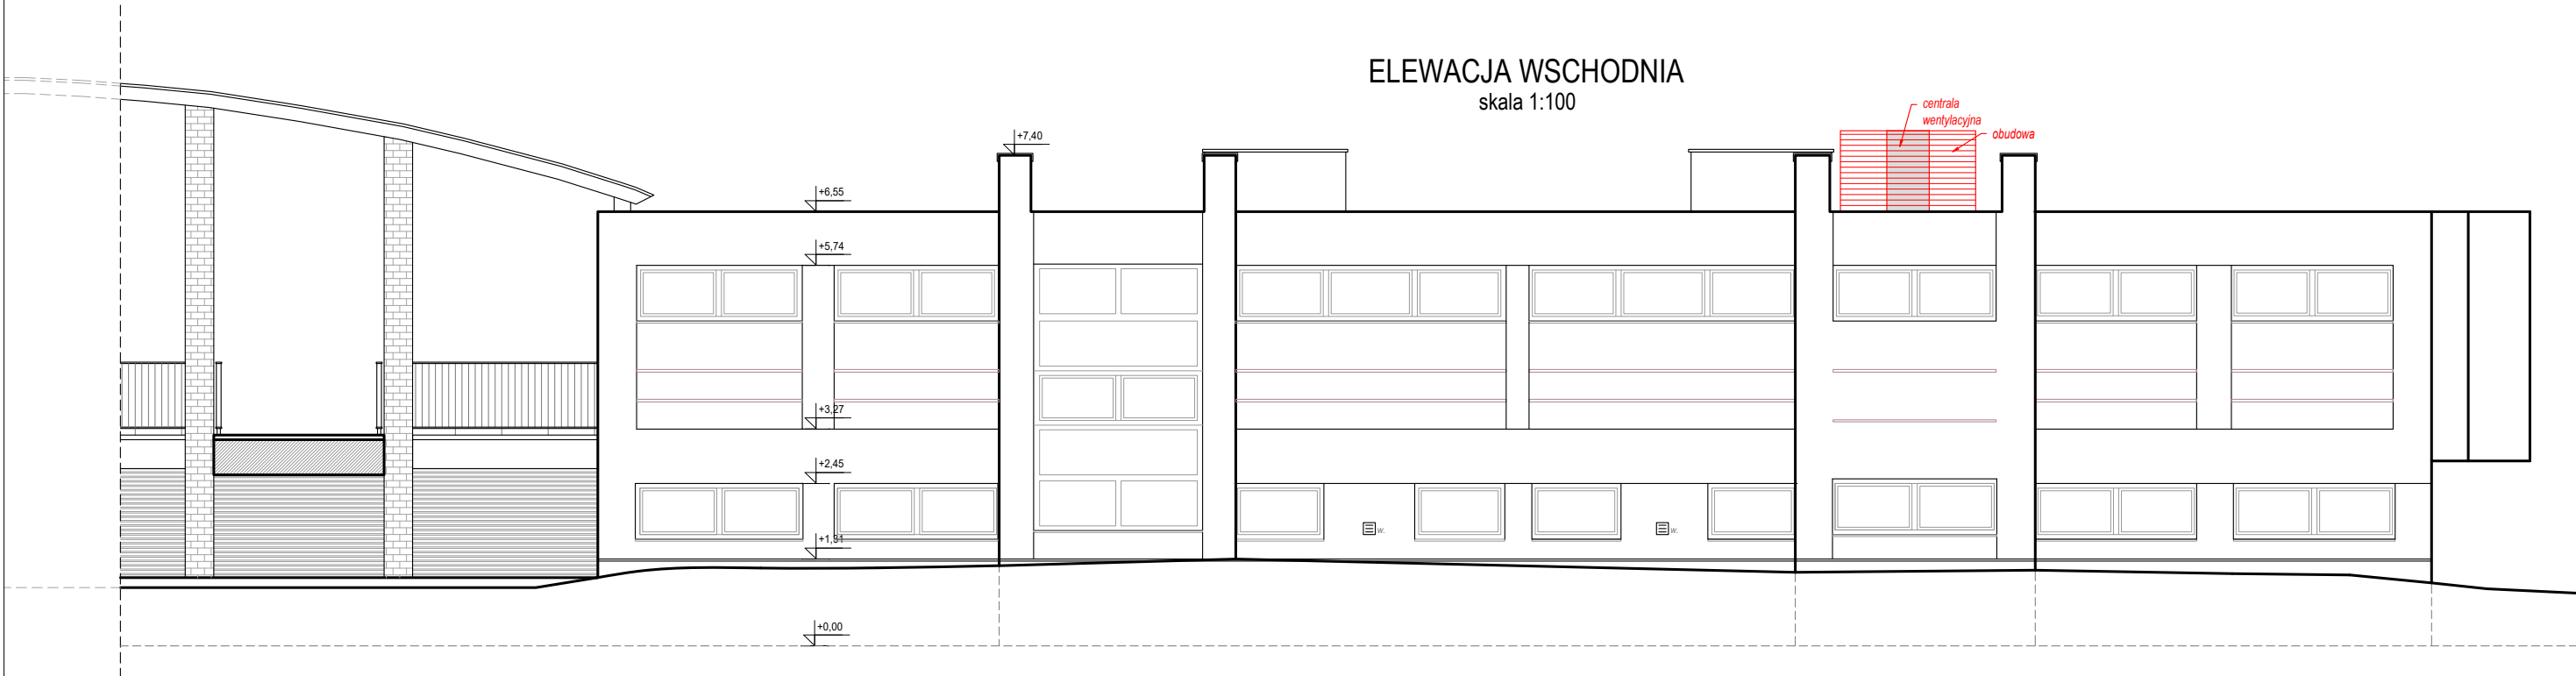 ELEWACJA WSCHODNIA
skala 1:100
centrala
wentylacyjna
obudowa
+7,40
+6,55
+5,74
+3,27
+2,45
+1,31
w.
w.
+0,00